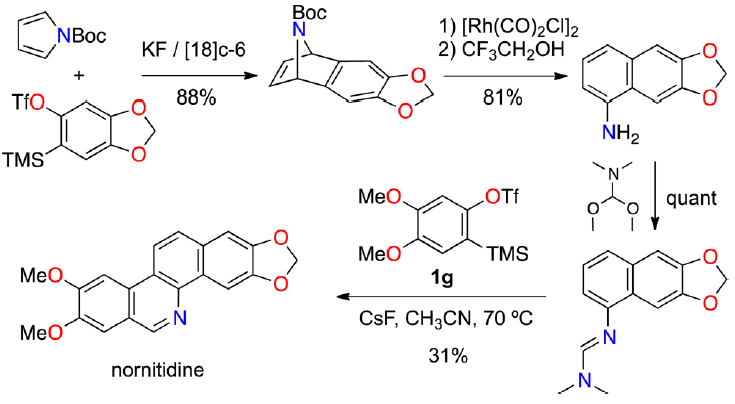 Boc
N
N
Boc
+
KF / [18]c-6
88%
TfO
TMS
O
O
O
O
1) [Rh(CO)2Cl]2
2) CF3CH2OH
81%
O
O
NH2
N
O
O
quant
MeO
MeO
OTf
TMS
1g
CsF, CH3CN, 70 ºC
31%
O
O
N
N
O
O
MeO
MeO
N
nornitidine